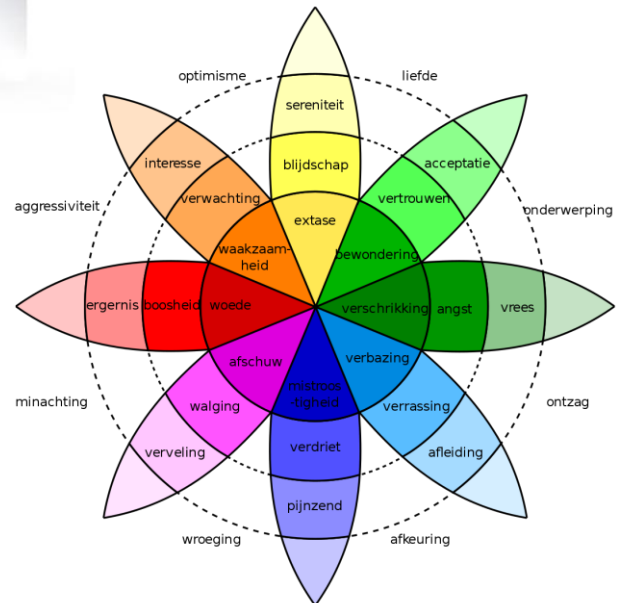 optimisme
liefde
sereniteit
interesse
blijdschap
acceptatie
verwachting
vertrouwen
aggressiviteit
onderwerping
extase
waakzaam-
heid
bewondering
ergernis
boosheid
woede
verschrikking
angst
vrees
afschuw
verbazing
mistroos
-tigheid
minachting
walging
verrassing
ontzag
verveling
verdriet
afleiding
pijnzend
wroeging
afkeuring